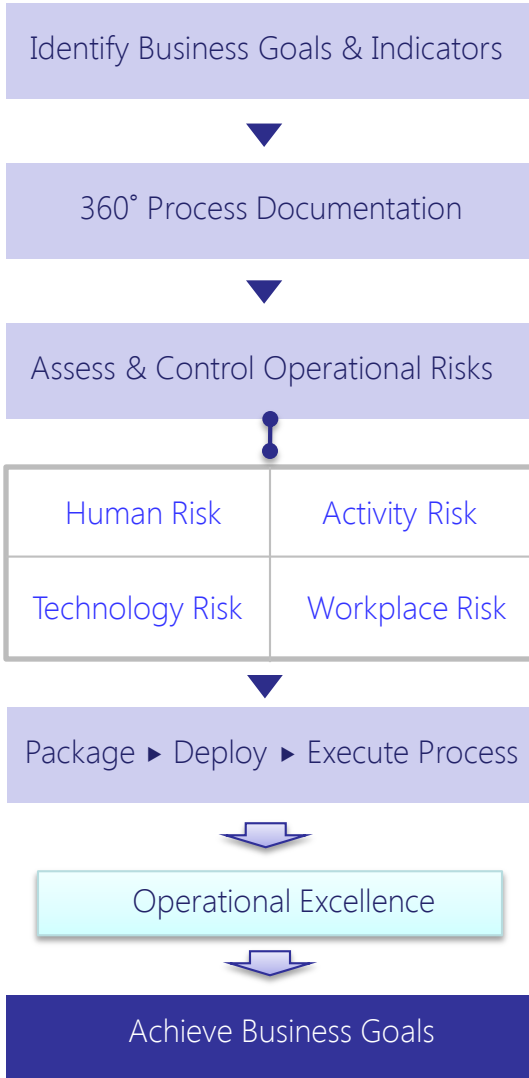 Identify Business Goals & Indicators
360° Process Documentation
Assess & Control Operational Risks
Human Risk
Activity Risk
Technology Risk
Workplace Risk
Package ▸ Deploy ▸ Execute Process
Operational Excellence
Achieve Business Goals